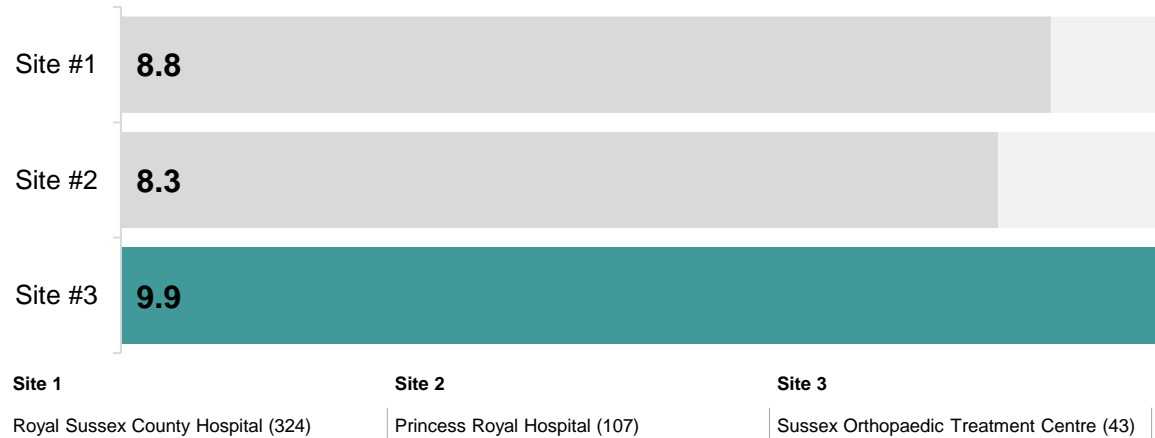 Site #1 8.8
Site #2 8.3
Site #3 9.9
Site 1 Site 2 Site 3
Royal Sussex County Hospital (324) Princess Royal Hospital (107) Sussex Orthopaedic Treatment Centre (43)